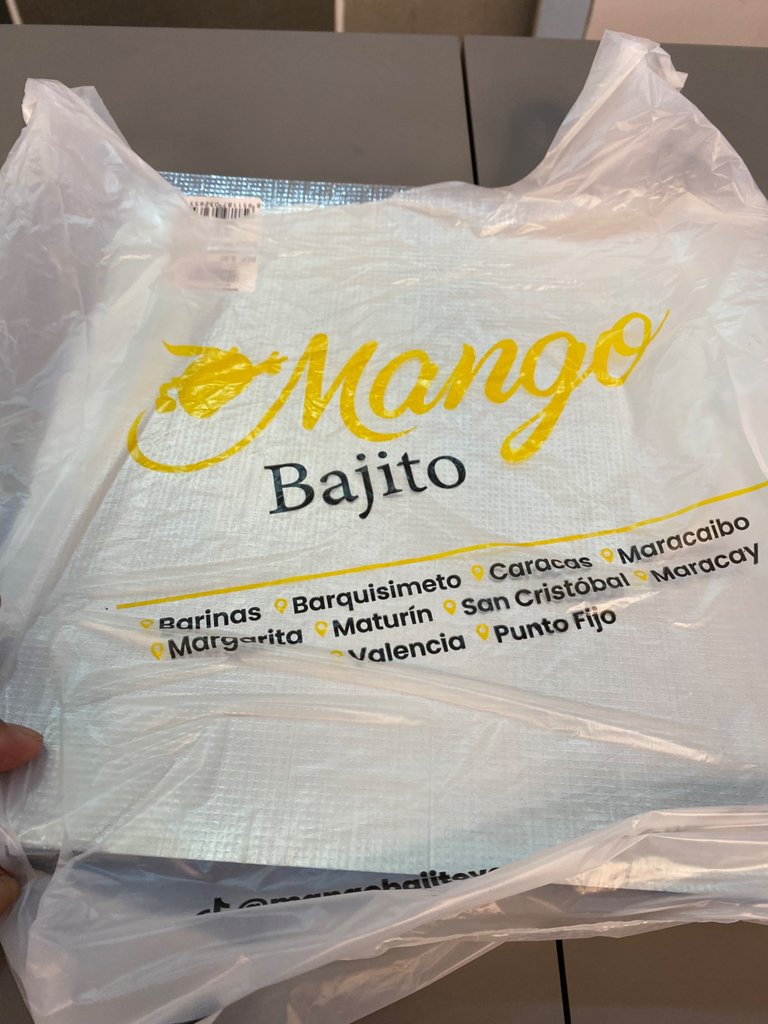 Mango
Bajito
Barinas Barquisimeto Caracas Maracaibo
Margarita Maturín San Cristóbal Maracay
Valencia Punto Fijo